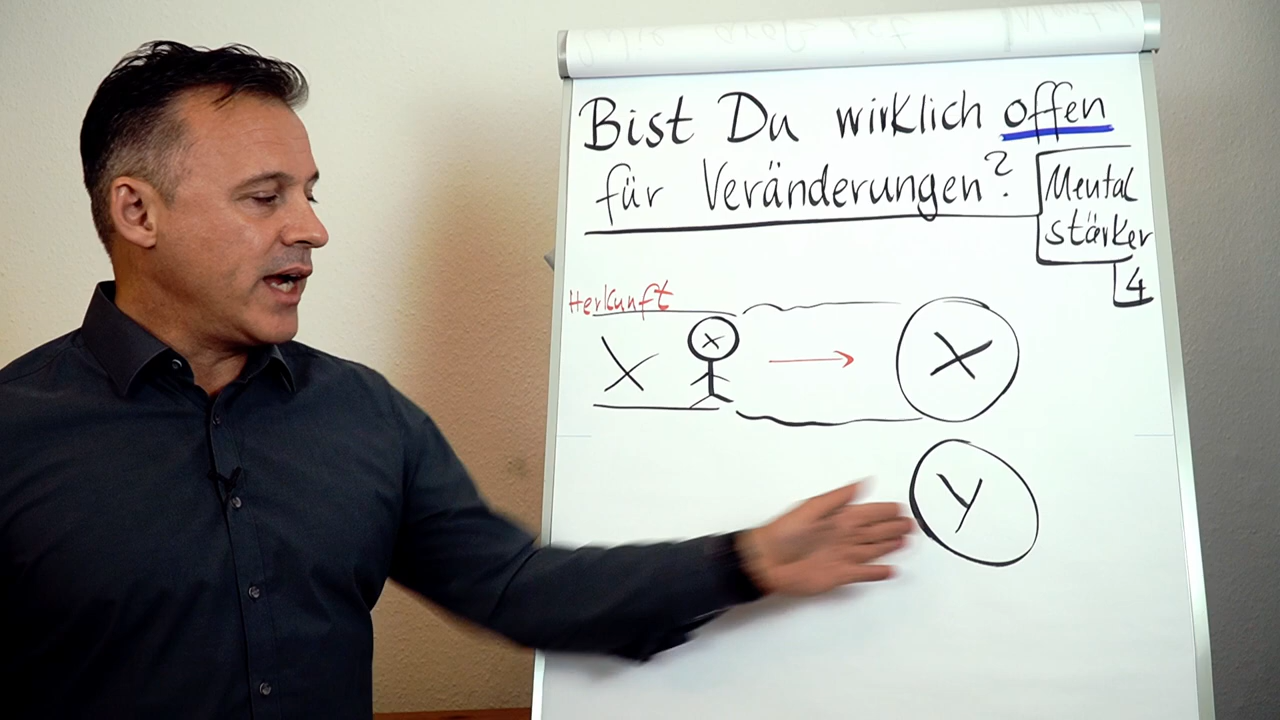 Bist Du wirklich offen
für Veränderungen?
Mental
stärker
4
Herkunft
X
X
X
Y